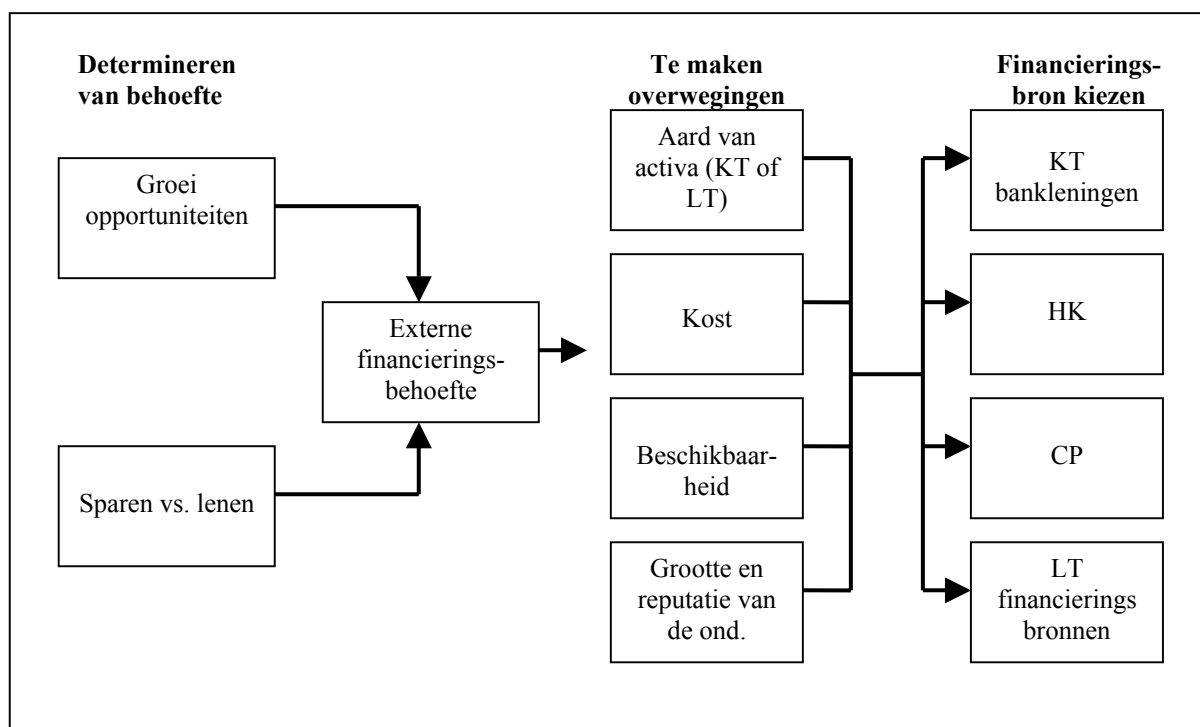 Determineren
van behoefte
Te maken
overwegingen
Financierings-
bron kiezen
Groei
opportuniteiten
Sparen vs. lenen
Externe
financierings-
behoefte
Aard van
activa (KT of
LT)
Kost
Beschikbaar-
heid
Grootte en
reputatie van
de ond.
KT
bankleningen
HK
CP
LT
financierings
bronnen